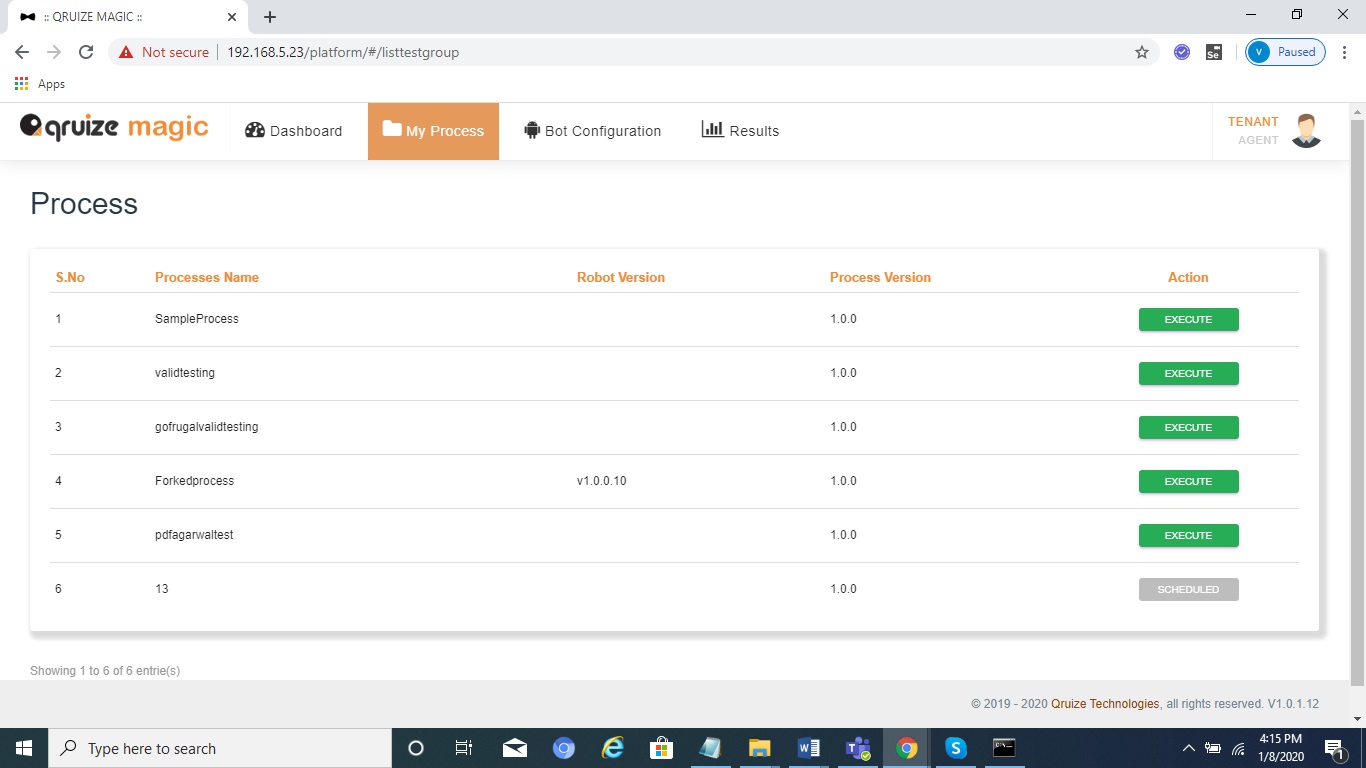 :: QRUIZE MAGIC ::
Not secure 192.168.5.23/platform/#/listtestgroup
Se
V Paused
Apps
qruize magic
Dashboard
My Process
Bot Configuration
Results
TENANT
AGENT
Process
S.No Processes Name Robot Version Process Version Action
1 SampleProcess 1.0.0 EXECUTE
2 validtesting 1.0.0 EXECUTE
3 gofrugalvalidtesting 1.0.0 EXECUTE
4 Forkedprocess v1.0.0.10 1.0.0 EXECUTE
5 pdfagarwaltest 1.0.0 EXECUTE
6 13 1.0.0 SCHEDULED
Showing 1 to 6 of 6 entrie(s)
© 2019 - 2020 Qruize Technologies, all rights reserved. V1.0.1.12
Type here to search
4:15 PM
1/8/2020
1